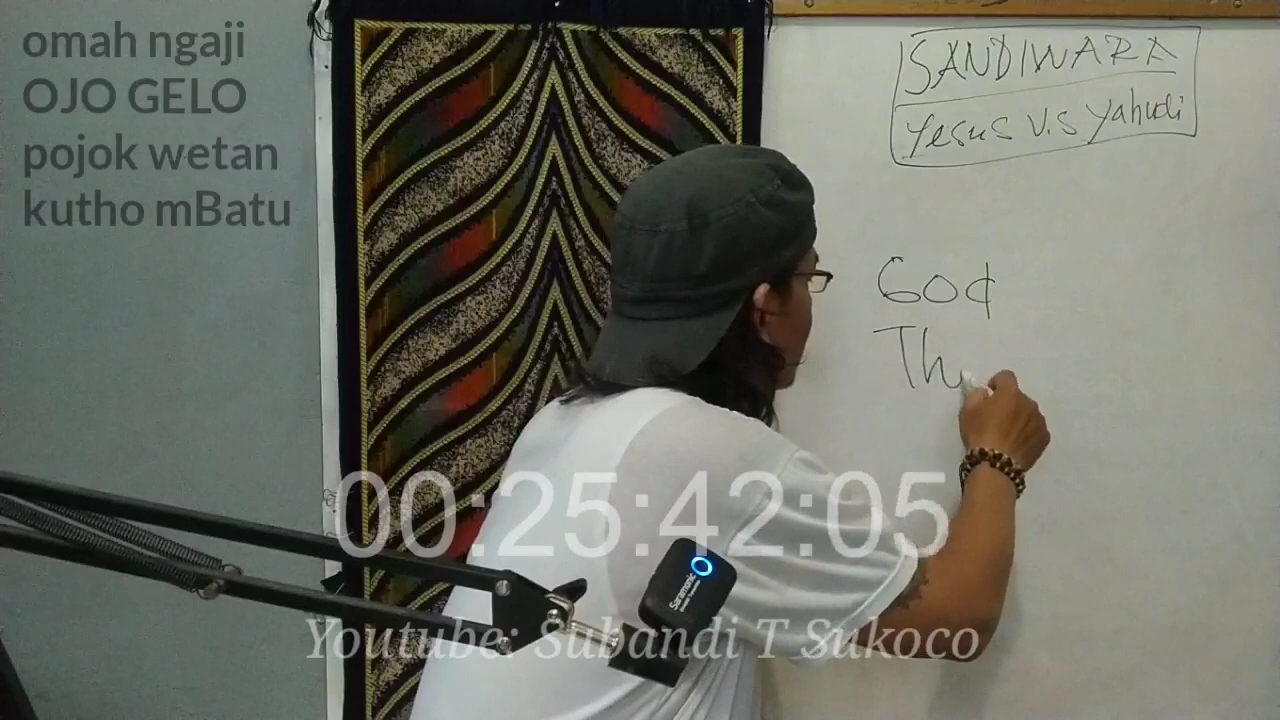 omah ngaji
OJO GELO
pojok wetan
kutho mBatu
SANDIWARA
Yesus V.S Yahudi
God
Th
00:25:42:05
Saramonic
Youtube: Subandi T Sukoco